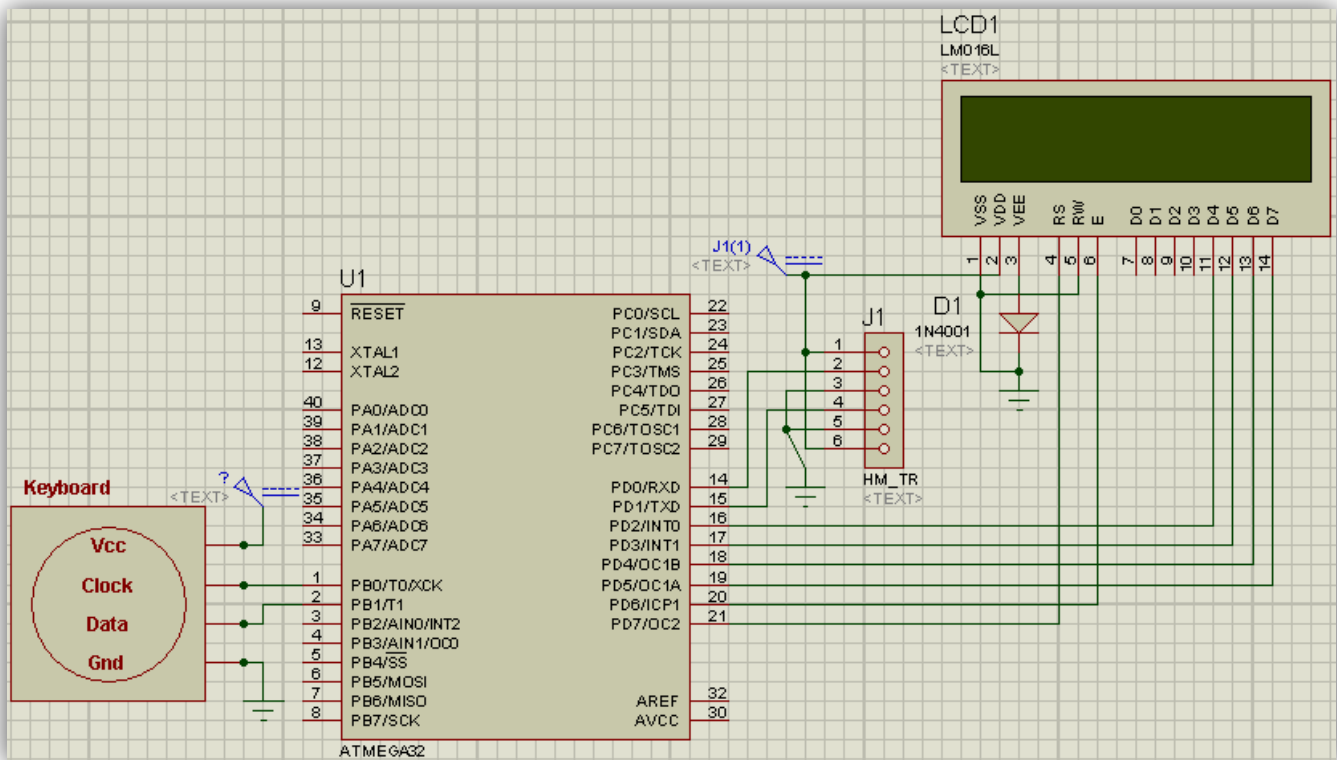 LCD1
LM016L
<TEXT>
VSS
VDD
VEE
RS
RW
E
D0
D1
D2
D3
D4
D5
D6
D7
1
2
3
4
5
6
7
8
9
10
11
12
13
14
J1(1)
<TEXT>
D1
1N4001
<TEXT>
J1
1
2
3
4
5
6
HM_TR
<TEXT>
U1
9 RESET
13 XTAL1
12 XTAL2
40 PA0/ADC0
39 PA1/ADC1
38 PA2/ADC2
37 PA3/ADC3
36 PA4/ADC4
35 PA5/ADC5
34 PA6/ADC6
33 PA7/ADC7
1 PB0/T0/XCK
2 PB1/T1
3 PB2/AIN0/INT2
4 PB3/AIN1/OC0
5 PB4/SS
6 PB5/MOSI
7 PB6/MISO
8 PB7/SCK
PC0/SCL 22
PC1/SDA 23
PC2/TCK 24
PC3/TMS 25
PC4/TDO 26
PC5/TDI 27
PC6/TOSC1 28
PC7/TOSC2 29
PD0/RXD 14
PD1/TXD 15
PD2/INT0 16
PD3/INT1 17
PD4/OC1B 18
PD5/OC1A 19
PD6/ICP1 20
PD7/OC2 21
AREF 32
AVCC 30
ATMEGA32
?
<TEXT>
Keyboard
Vcc
Clock
Data
Gnd